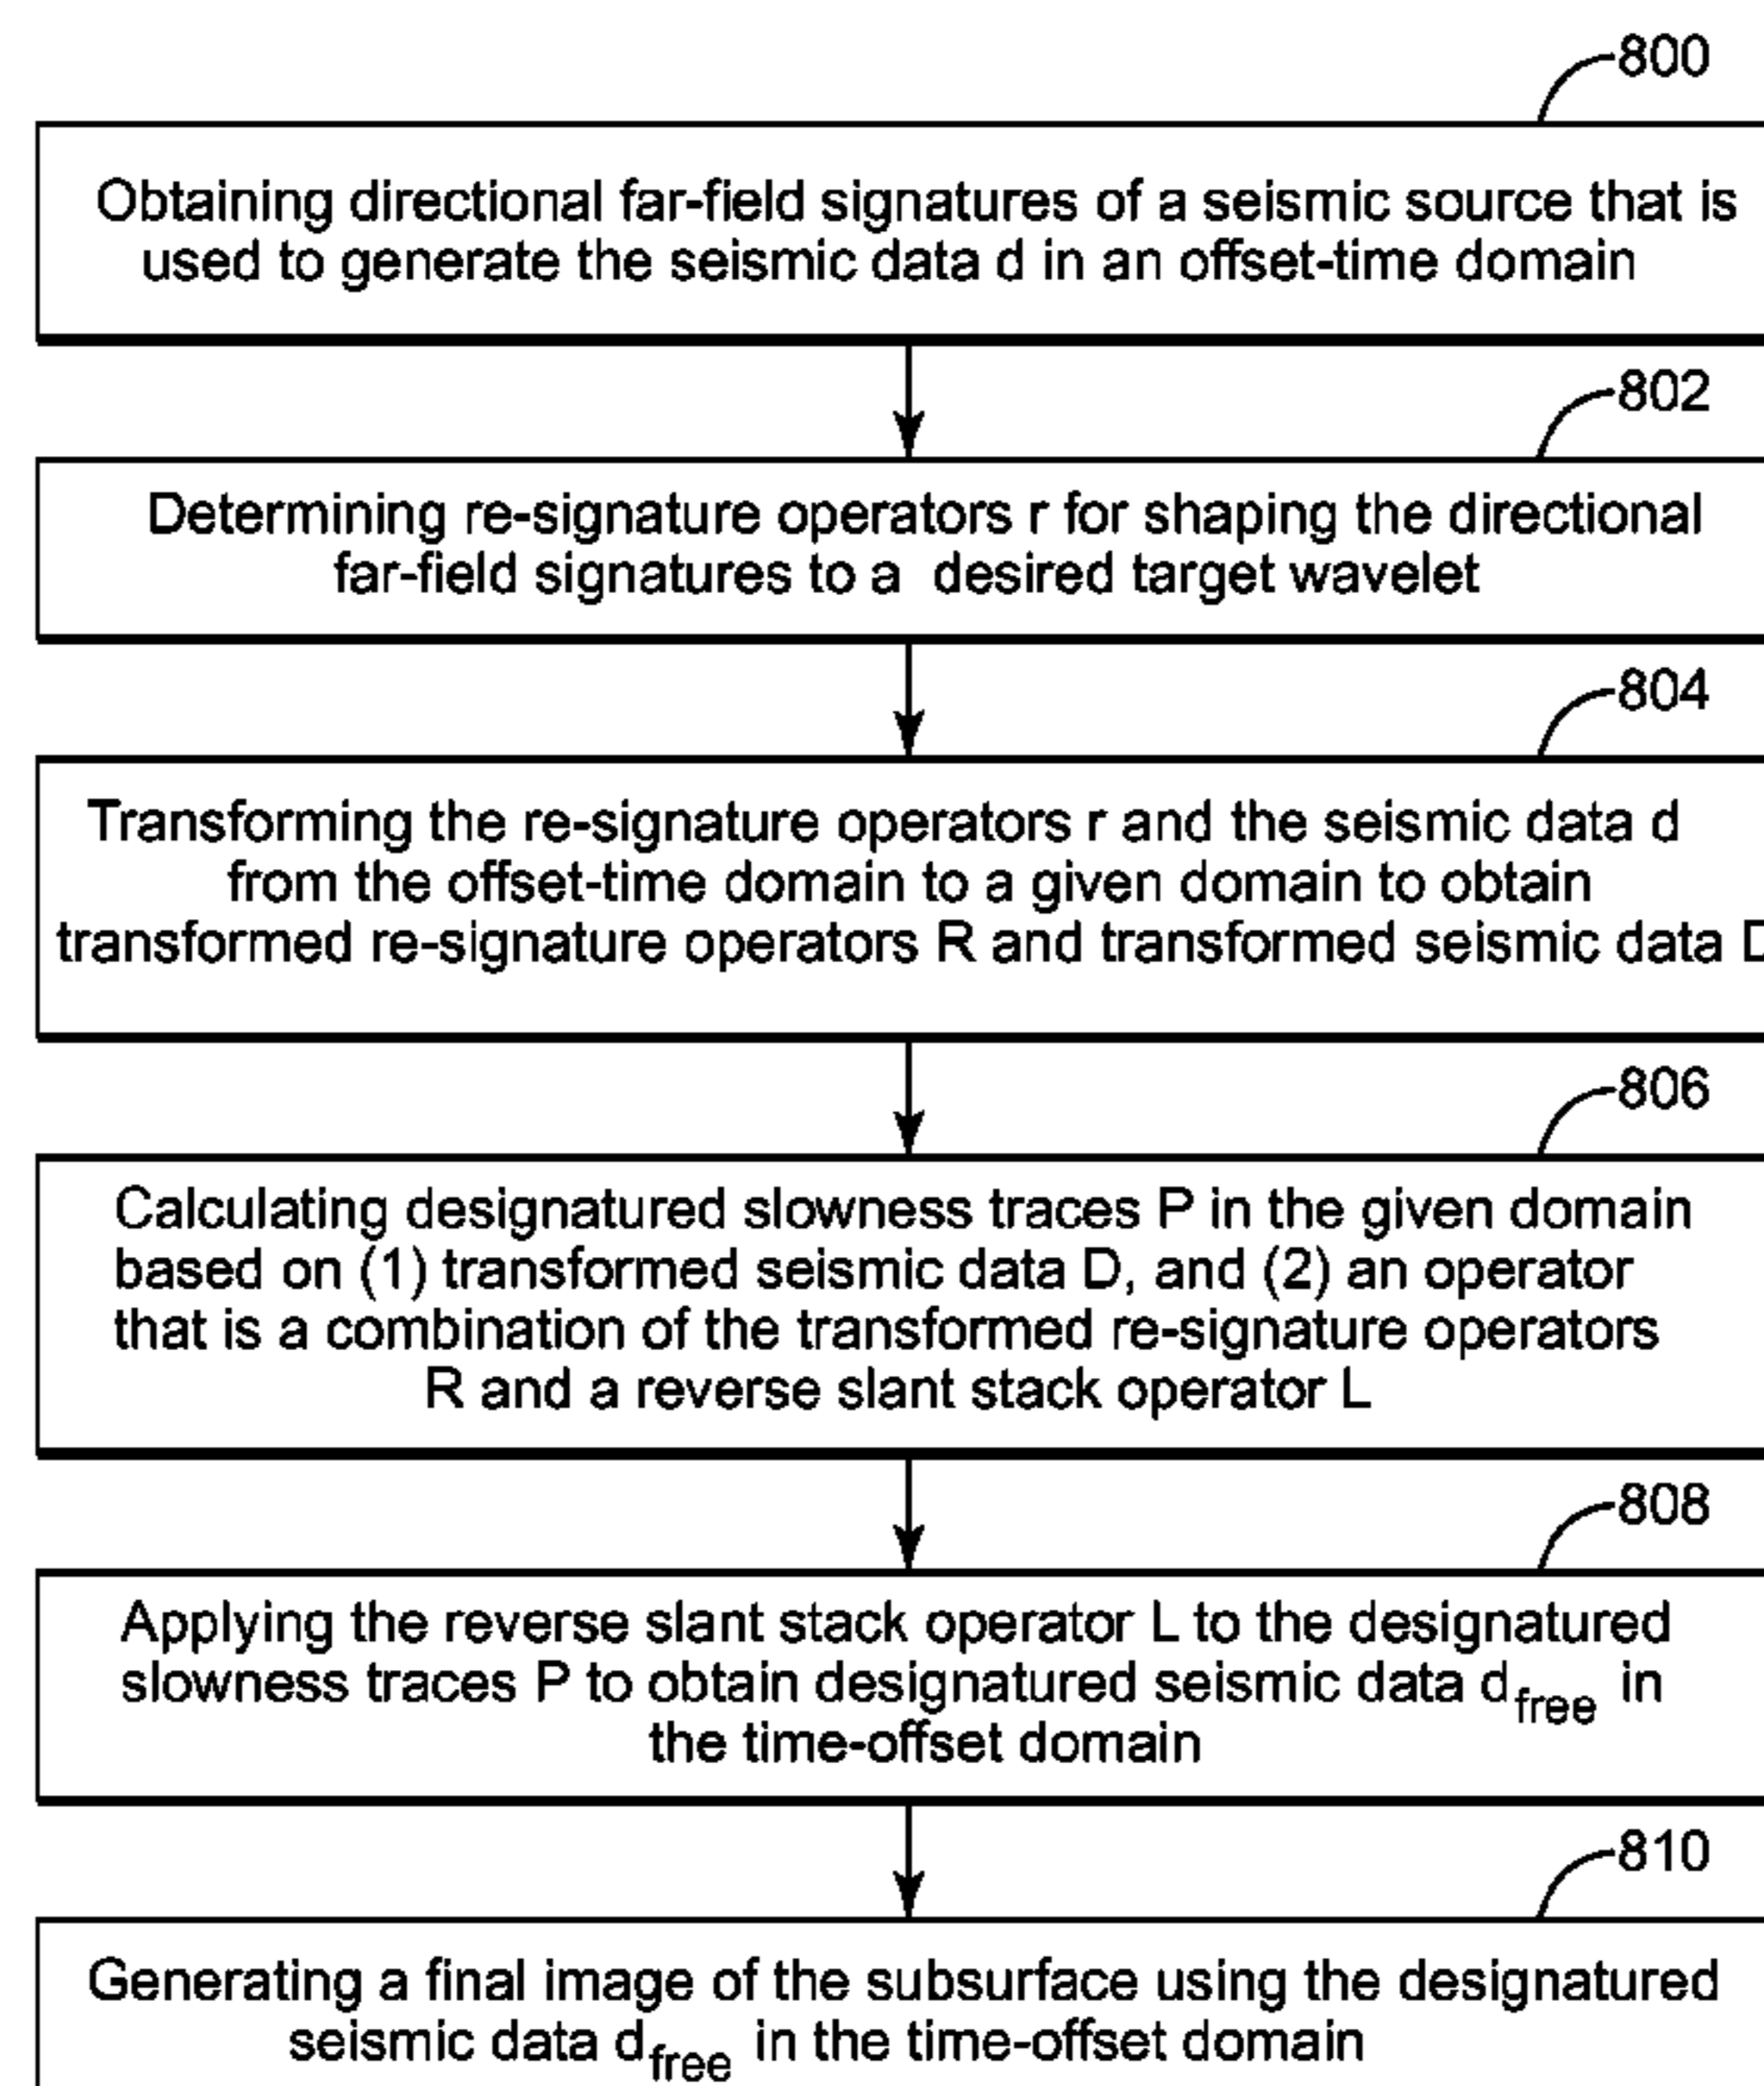 800
Obtaining directional far-field signatures of a seismic source that is
used to generate the seismic data d in an offset-time domain
802
Determining re-signature operators r for shaping the directional
far-field signatures to a desired target wavelet
804
Transforming the re-signature operators r and the seismic data d
from the offset-time domain to a given domain to obtain
transformed re-signature operators R and transformed seismic data D
806
Calculating designatured slowness traces P in the given domain
based on (1) transformed seismic data D, and (2) an operator
that is a combination of the transformed re-signature operators
R and a reverse slant stack operator L
808
Applying the reverse slant stack operator L to the designatured
slowness traces P to obtain designatured seismic data dfree in
the time-offset domain
810
Generating a final image of the subsurface using the designatured
seismic data dfree in the time-offset domain